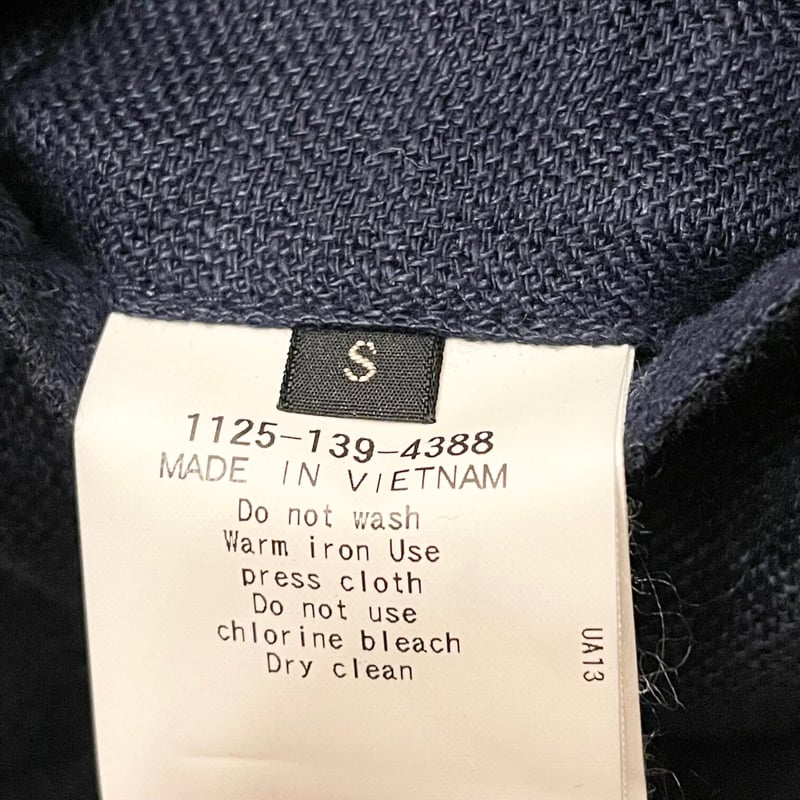 S
1125-139-4388
MADE IN VIETNAM
Do not wash
Warm iron Use
press cloth
Do not use
chlorine bleach
Dry clean
UA13